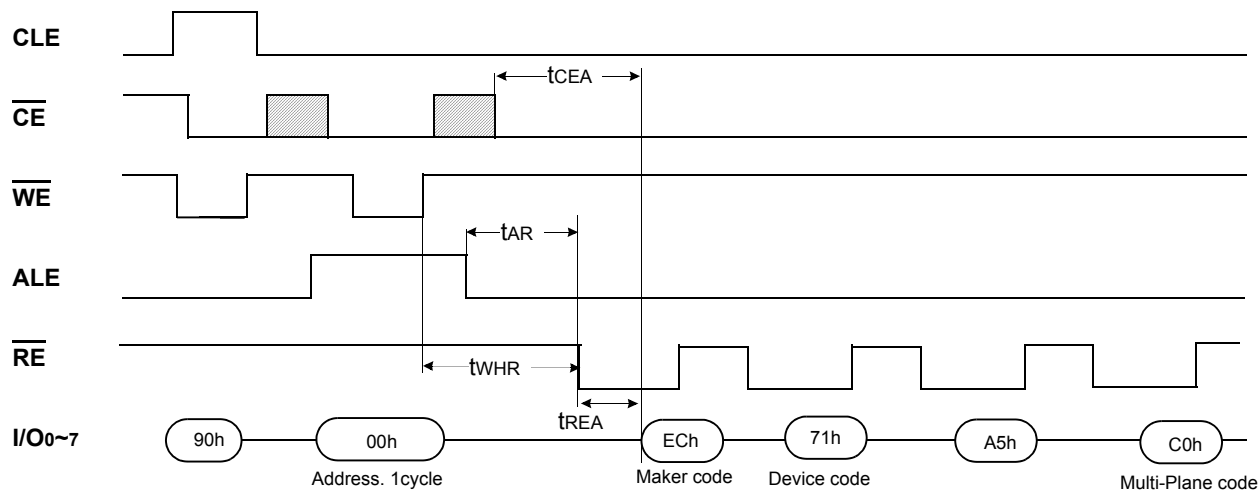 CLE
tCEA
CE
WE
tAR
ALE
RE
tWHR
tREA
I/O0~7
90h
00h
ECh
71h
A5h
C0h
Address. 1cycle
Maker code
Device code
Multi-Plane code